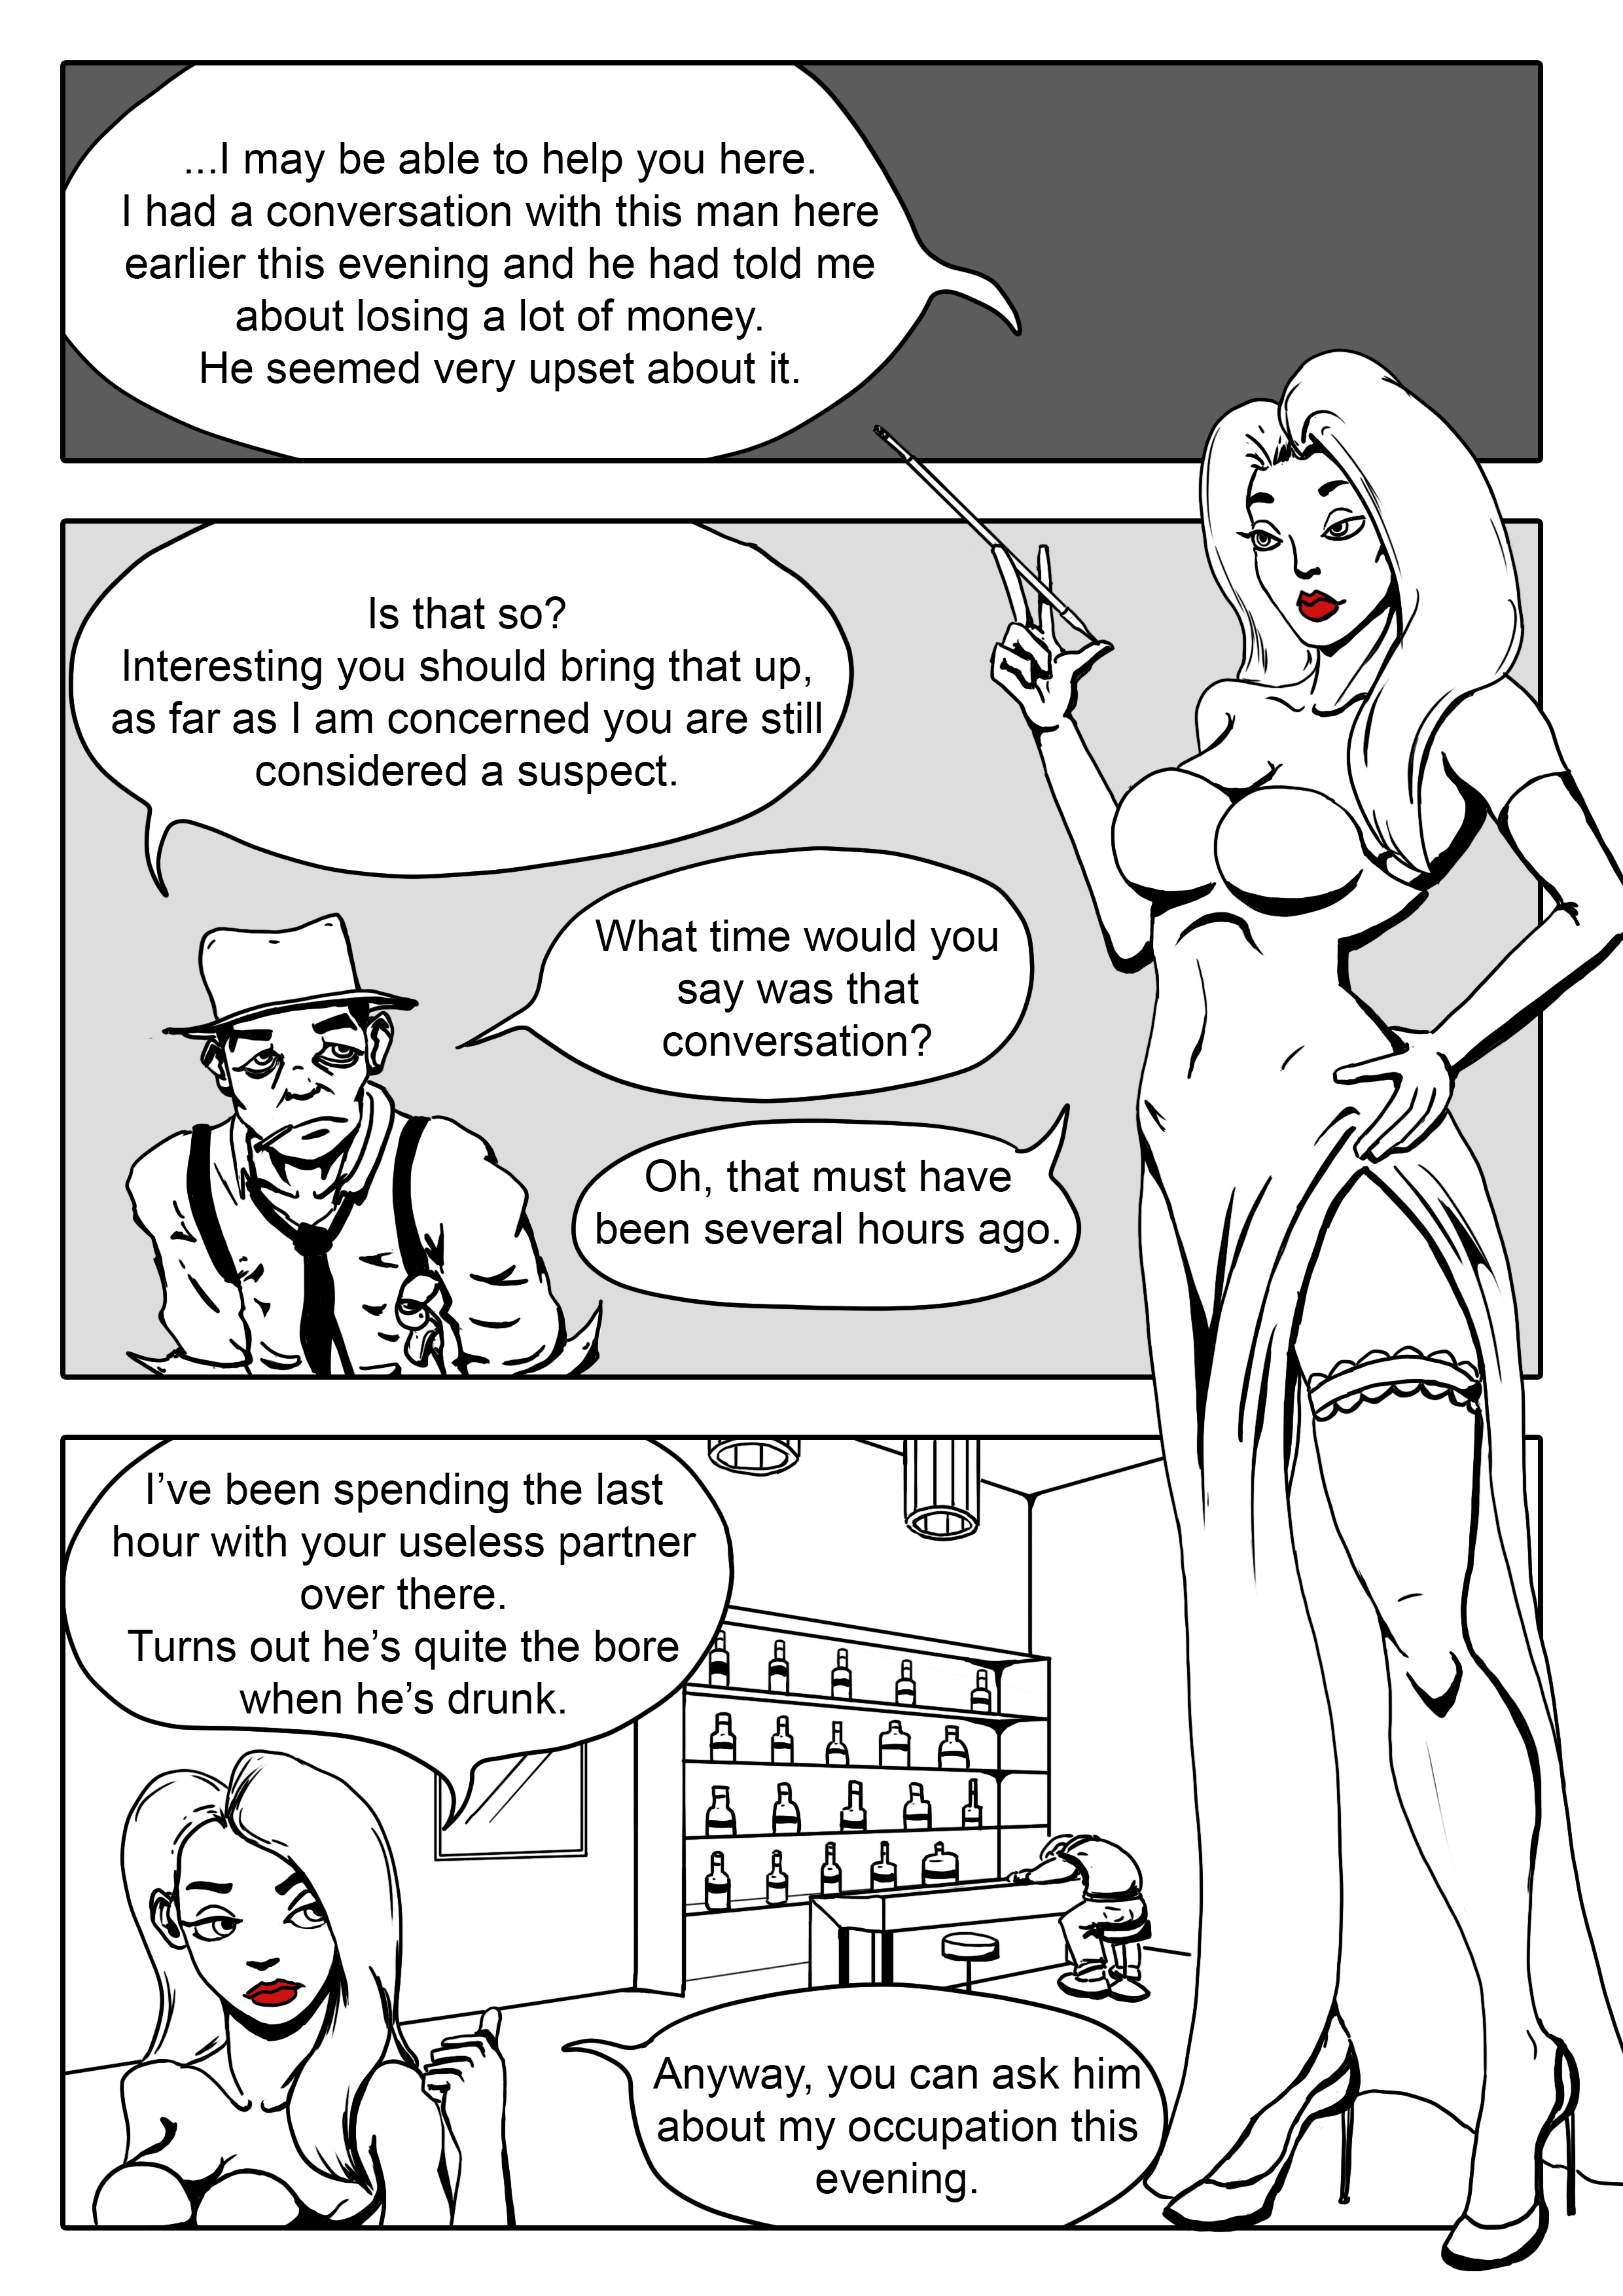 ...I may be able to help you here.
I had a conversation with this man here
earlier this evening and he had told me
about losing a lot of money.
He seemed very upset about it.
Is that so?
Interesting you should bring that up,
as far as I am concerned you are still
considered a suspect.
What time would you
say was that
conversation?
Oh, that must have
been several hours ago.
I’ve been spending the last
hour with your useless partner
over there.
Turns out he’s quite the bore
when he’s drunk.
Anyway, you can ask him
about my occupation this
evening.